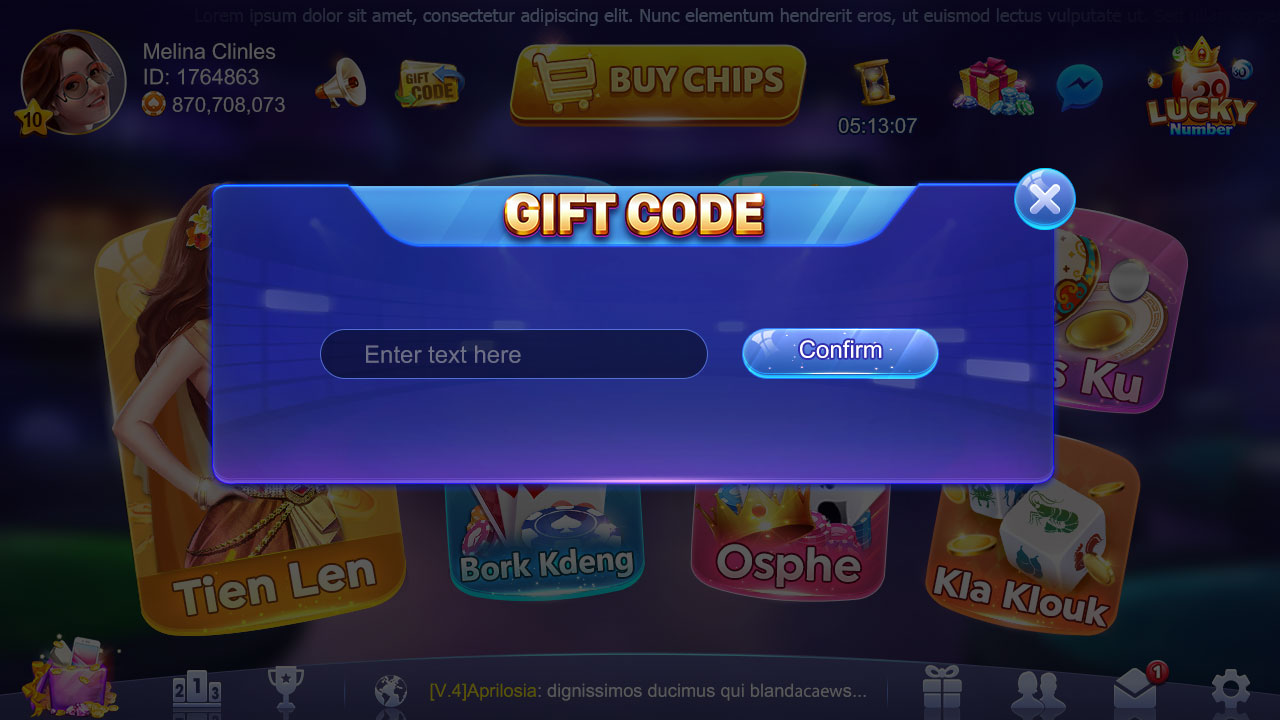 Lorem ipsum dolor sit amet, consectetur adipiscing elit. Nunc elementum hendrerit eros, ut euismod lectus vulputate ut. Sed
Melina Clinles
ID: 1764863
870,708,073
10
GIFT CODE
BUY CHIPS
05:13:07
20
LUCKY
Number
GIFT CODE
Enter text here
Confirm
s Ku
Tien Len
Bork Kdeng
Osphe
Kla Klouk
2 1 3
[V.4]Aprilosia: dignissimos ducimus qui blandacaews...
1